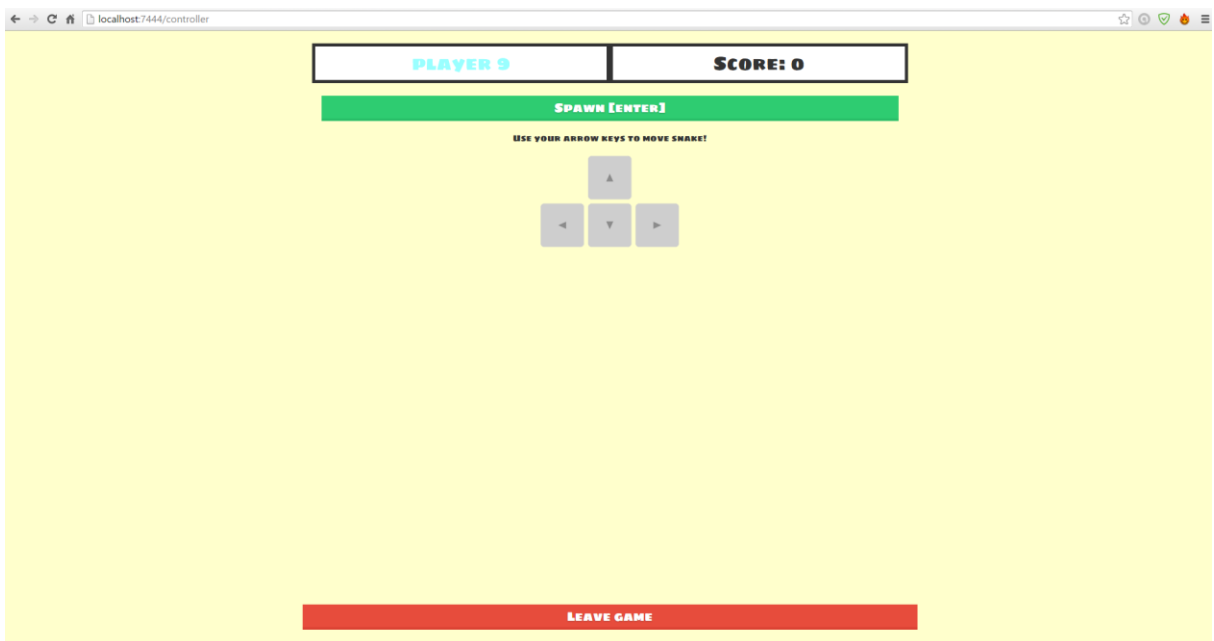 localhost:7444/controller
PLAYER 9
SCORE: 0
SPAWN [ENTER]
USE YOUR ARROW KEYS TO MOVE SNAKE!
▲
◄ ▼ ►
LEAVE GAME